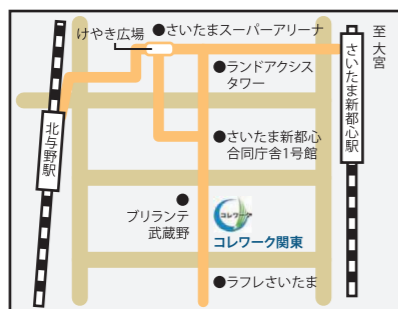 けやき広場
●さいたまスーパーアリーナ
至 大宮
●ランドアクシス
タワー
さいたま新都心駅
北与野駅
●さいたま新都心
合同庁舎1号館
●
ブリランテ
武蔵野
コレワーク
コレワーク関東
●ラフレさいたま